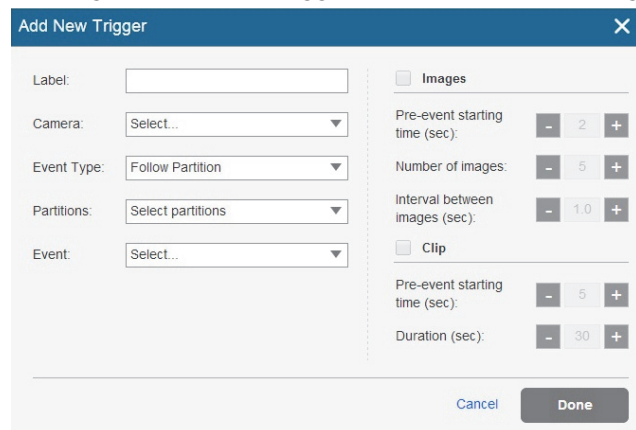 Add New Trigger
Label:
Camera: Select...
Event Type: Follow Partition
Partitions: Select partitions
Event: Select...
Images
Pre-event starting
time (sec): - 2 +
Number of images: - 5 +
Interval between
images (sec): - 1.0 +
Clip
Pre-event starting
time (sec): - 5 +
Duration (sec): - 30 +
Cancel Done